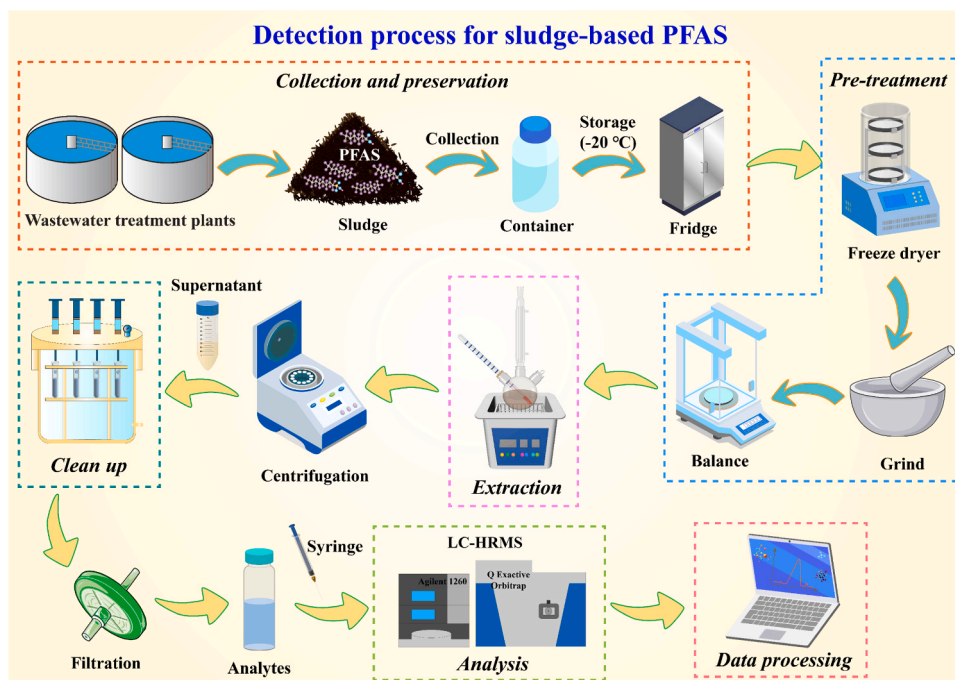 Detection process for sludge-based PFAS
Collection and preservation
Pre-treatment
PFAS
Collection
Storage
(-20 °C)
Wastewater treatment plants
Sludge
Container
Fridge
Freeze dryer
Supernatant
Clean up
Centrifugation
Extraction
Balance
Grind
Syringe
LC-HRMS
Agilent 1260
Q Exactive
Orbitrap
Filtration
Analytes
Analysis
Data processing